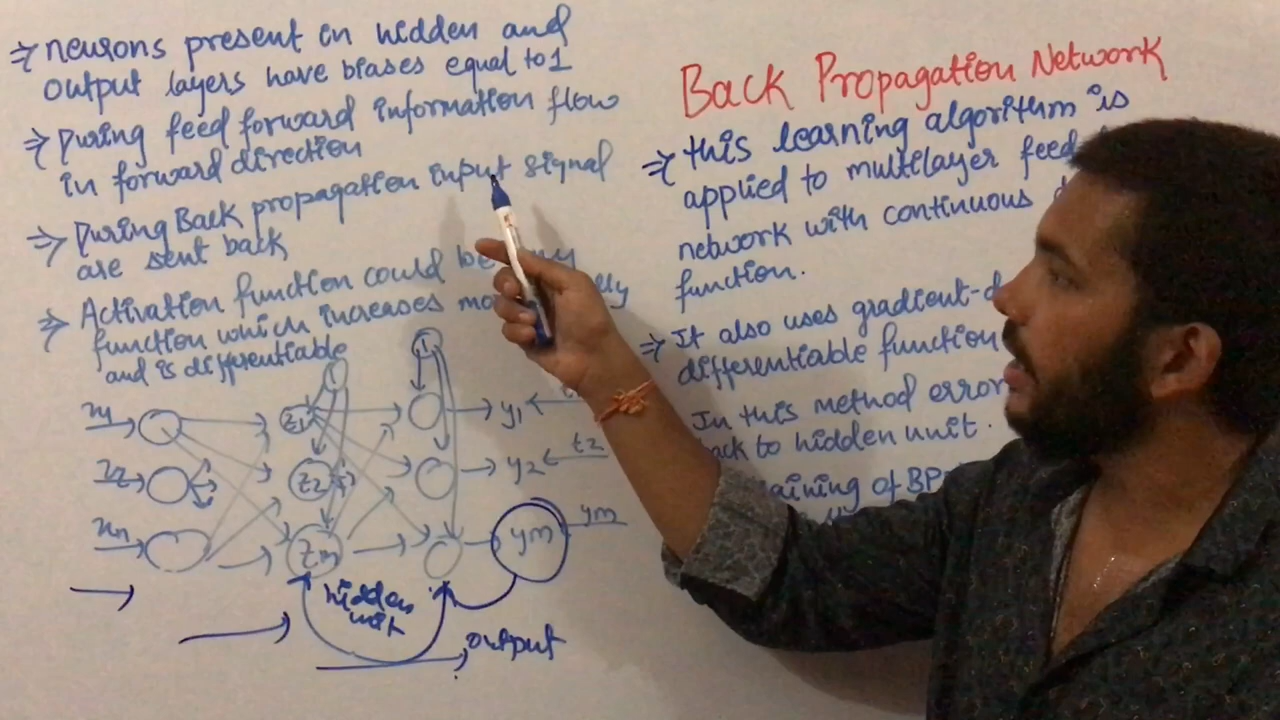 ⇒ neurons present in hidden and
output layers have biases equal to 1
⇒ During feed forward information flow
in forward direction
⇒ During Back propagation input signal
are sent back
⇒ Activation function could be
function which increases
and is differentiable
x1
1
1
z1
y1
x2
z2
y2
t2
xn
zn
ym
ym
hidden
unit
output
Back Propagation Network
⇒ this learning algorithm is
applied to multilayer feed
network with continuous
function.
⇒ It also uses gradient-d
differentiable function
In this method error
back to hidden unit.
of BP